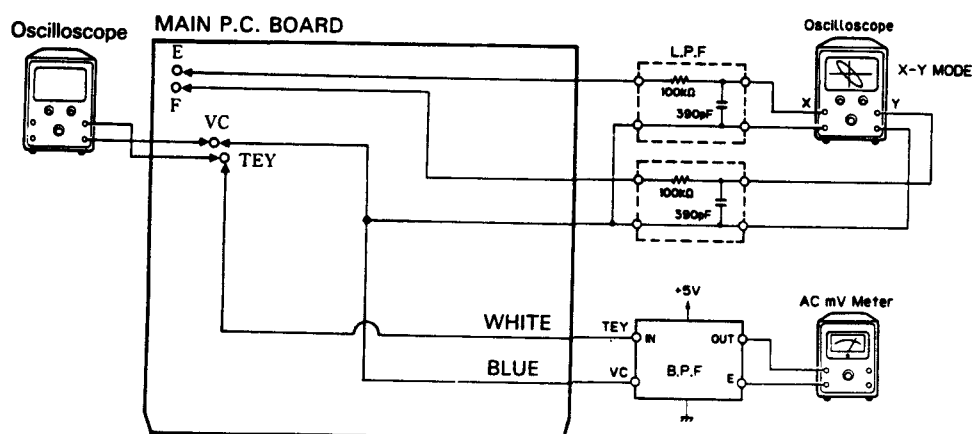 MAIN P.C. BOARD
Oscilloscope
E
F
VC
TEY
L.P.F
100kΩ
390pF
100kΩ
390pF
Oscilloscope
X-Y MODE
X
Y
WHITE
BLUE
+5V
TEY
IN
OUT
VC
B.P.F
E
AC mV Meter